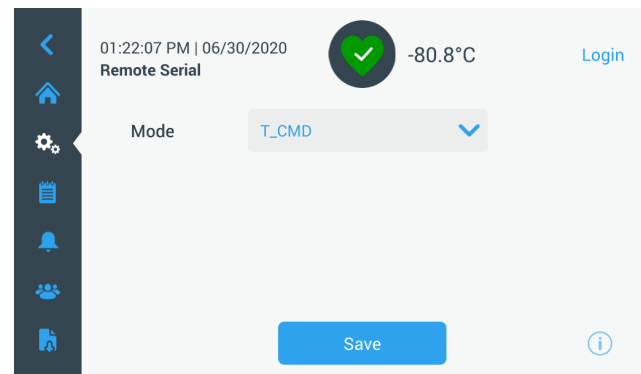 01:22:07 PM | 06/30/2020
Remote Serial
-80.8°C
Login
Mode
T_CMD
Save